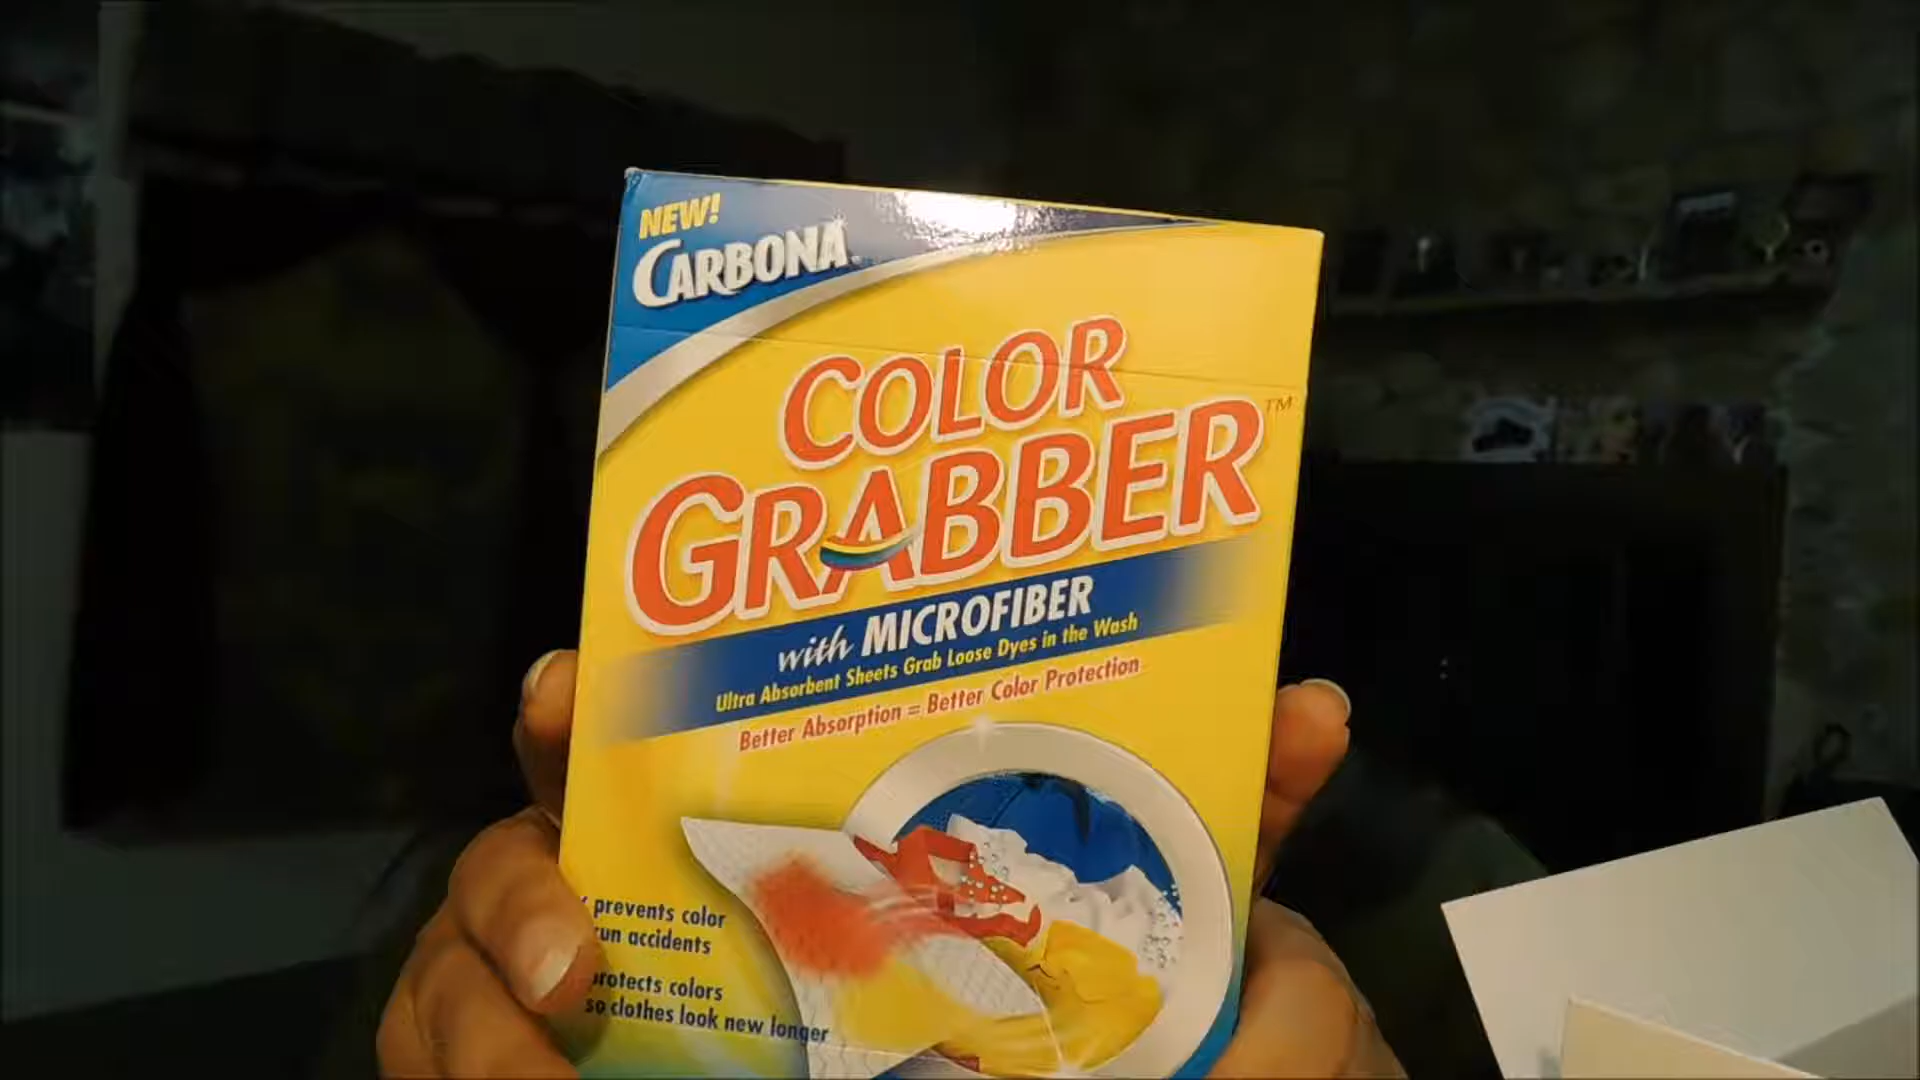 NEW!
CARBONA
COLOR
GRABBER™
with MICROFIBER
Ultra Absorbent Sheets Grab Loose Dyes in the Wash
Better Absorption = Better Color Protection
prevents color
run accidents
protects colors
so clothes look new longer